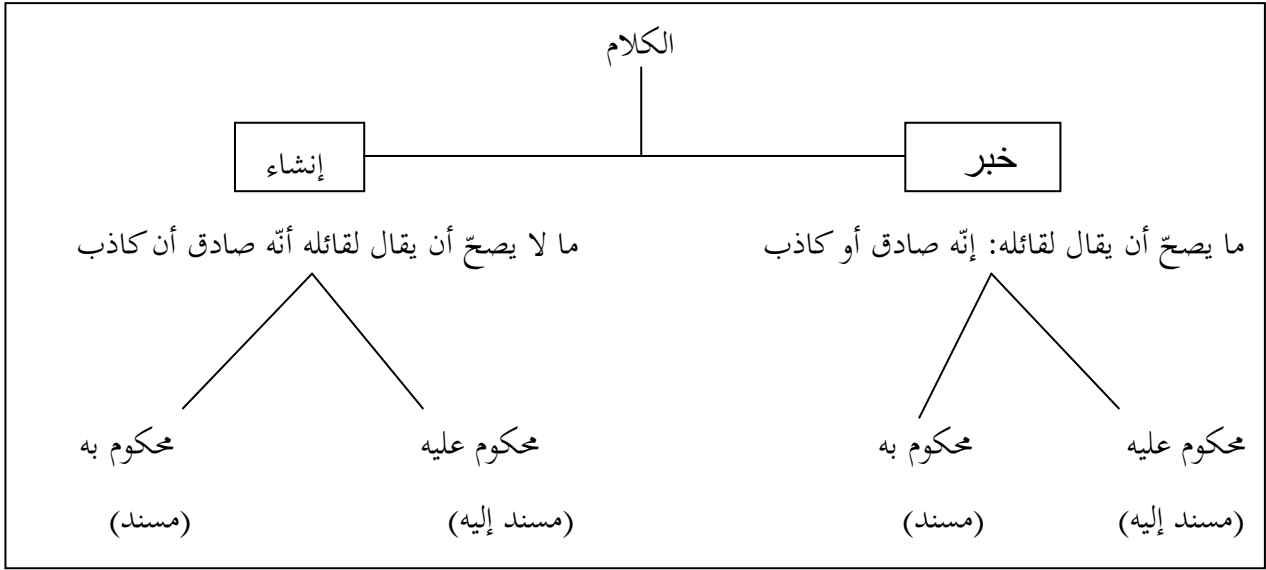 الكلام
خبر إنشاء
ما يصحّ أن يقال لقائله: إنّه صادق أو كاذب ما لا يصحّ أن يقال لقائله أنّه صادق أن كاذب
محكوم عليه محكوم به محكوم عليه محكوم به
(مسند إليه) (مسند) (مسند إليه) (مسند)